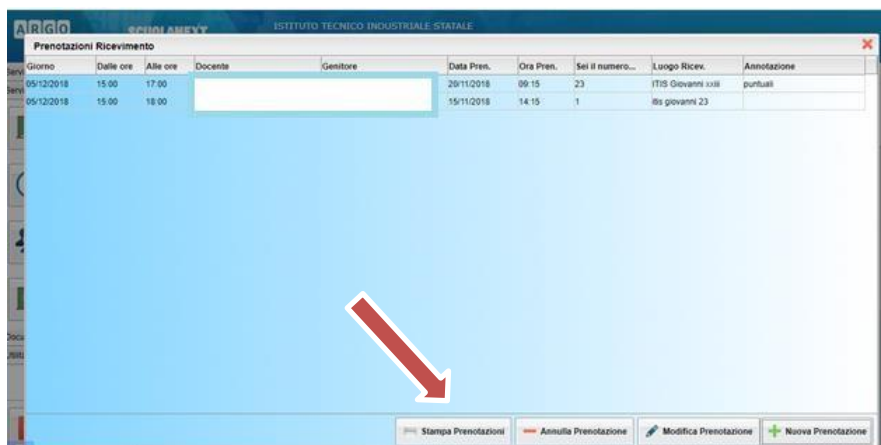 ARGO SCUOLANEXT ISTITUTO TECNICO INDUSTRIALE STATALE
Prenotazioni Ricevimento
Giorno Dalle ore Alle ore Docente Genitore Data Pren. Ora Pren. Sei il numero... Luogo Ricev. Annotazione
05/12/2018 15:00 17:00 20/11/2018 09:15 23 ITIS Giovanni xxiii puntuali
05/12/2018 15:00 18:00 15/11/2018 14:15 1 itis giovanni 23
Stampa Prenotazioni Annulla Prenotazione Modifica Prenotazione Nuova Prenotazione